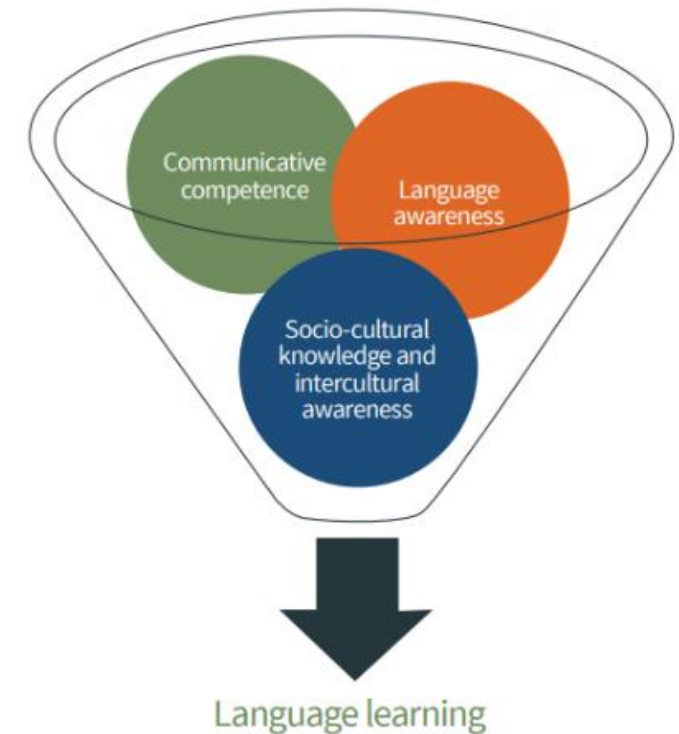 Communicative
competence
Language
awareness
Socio-cultural
knowledge and
intercultural
awareness
Language learning